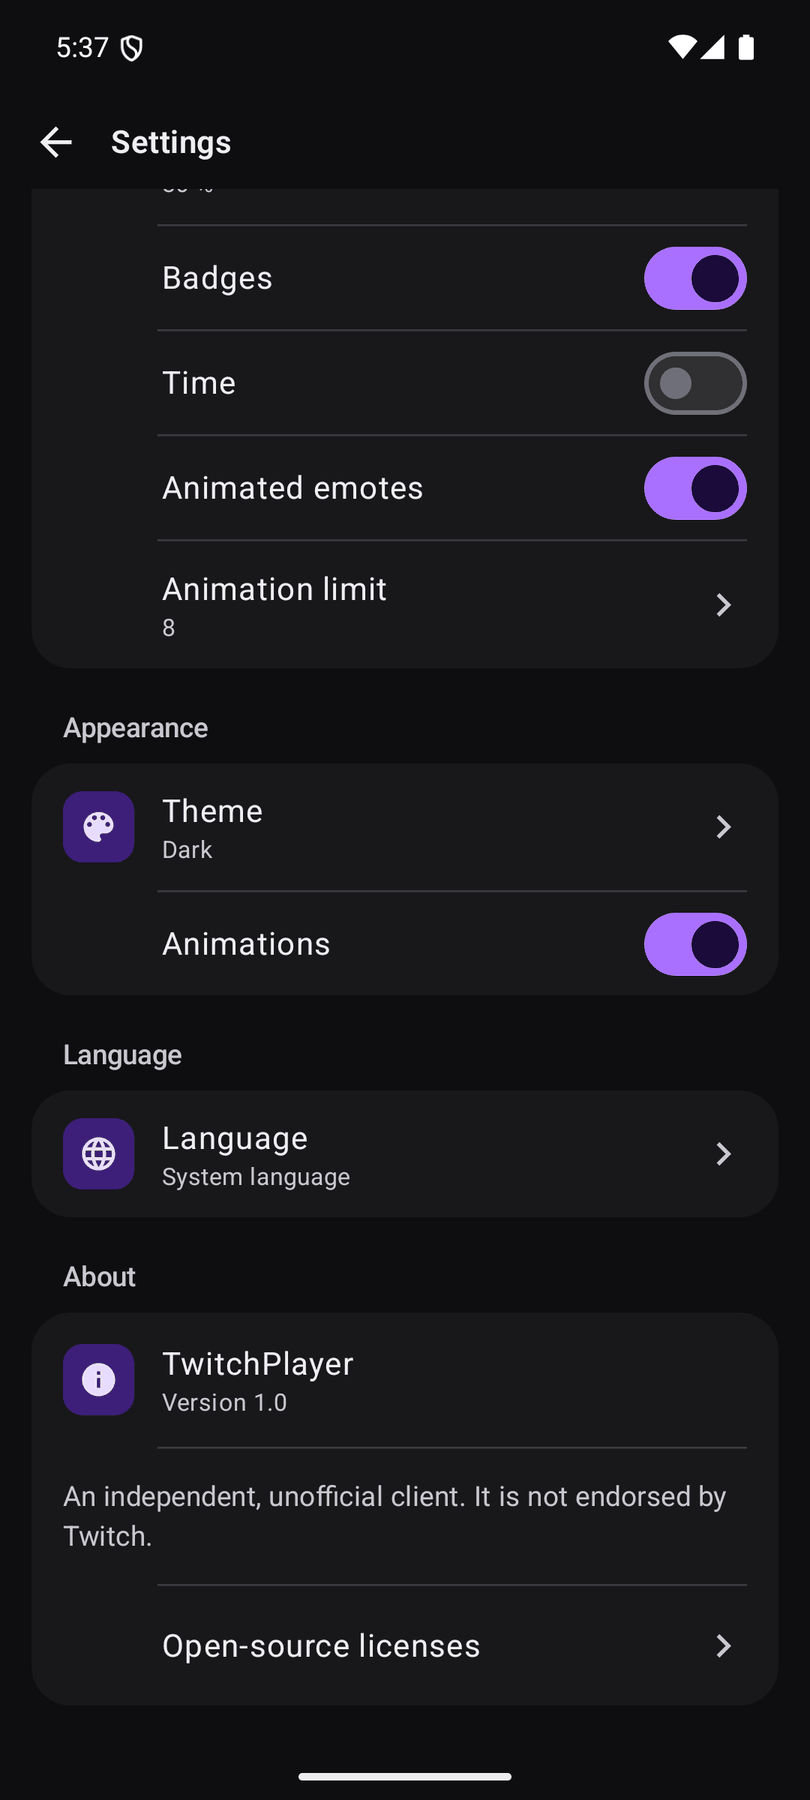 5:37
Settings
Badges
Time
Animated emotes
Animation limit
8
Appearance
Theme
Dark
Animations
Language
Language
System language
About
TwitchPlayer
Version 1.0
An independent, unofficial client. It is not endorsed by
Twitch.
Open-source licenses